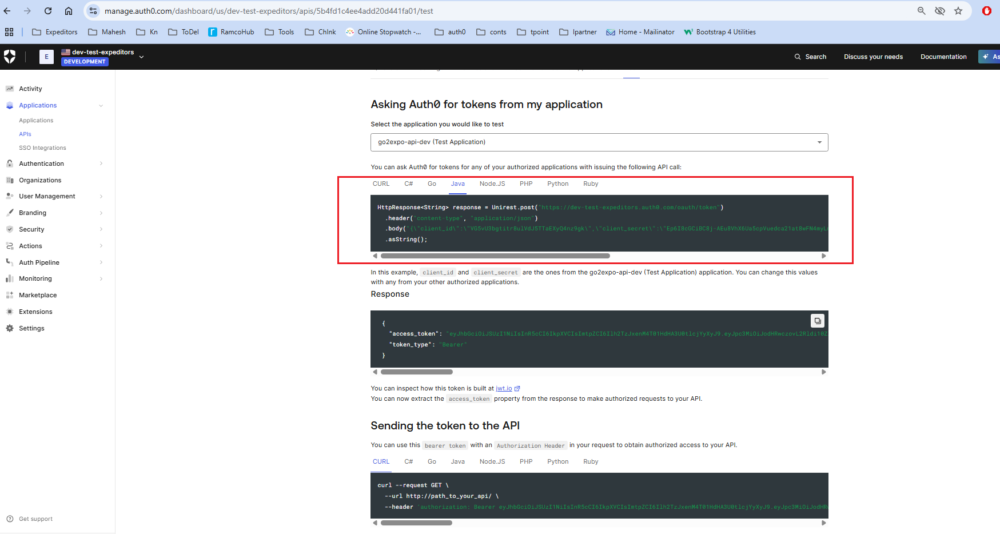 manage.auth0.com/dashboard/us/dev-test-expeditors/apis/5b4fd1c4ee4add20d441fa01/test
Expeditors Mahesh Kn ToDel RamcoHub Tools ChInk Online Stopwatch -... auth0 conts tpoint Ipartner Home - Mailinator Bootstrap 4 Utilities
E dev-test-expeditors
DEVELOPMENT
Search Discuss your needs Documentation As
Activity
Applications
Applications
APIs
SSO Integrations
Authentication
Organizations
User Management
Branding
Security
Actions
Auth Pipeline
Monitoring
Marketplace
Extensions
Settings
Get support
Asking Auth0 for tokens from my application
Select the application you would like to test
go2expo-api-dev (Test Application)
You can ask Auth0 for tokens for any of your authorized applications with issuing the following API call:
CURL C# Go Java Node.JS PHP Python Ruby
HttpResponse<String> response = Unirest.post("https://dev-test-expeditors.auth0.com/oauth/token")
.header("content-type", "application/json")
.body("{\"client_id\":\"VG5vU3bgtitr8ulVdJ5TTaEXyQ4nz9gk\",\"client_secret\":\"Ep6I8cGCiBC8j-AEu8VhX6Ua5cpVuedca21at8wFN4myL
.asString();
In this example, client_id and client_secret are the ones from the go2expo-api-dev (Test Application) application. You can change this values
with any from your other authorized applications.
Response
{
"access_token": "eyJhbGciOiJSUzI1NiIsInR5cCI6IkpXVCIsImtpZCI6Ilh2TzJxenM4T01HdHA3U0tlcjYyXyJ9.eyJpc3MiOiJodHRwczovL2Rldi10Z
"token_type": "Bearer"
}
You can inspect how this token is built at jwt.io
You can now extract the access_token property from the response to make authorized requests to your API.
Sending the token to the API
You can use this bearer token with an Authorization Header in your request to obtain authorized access to your API.
CURL C# Go Java Node.JS PHP Python Ruby
curl --request GET \
--url http://path_to_your_api/ \
--header 'authorization: Bearer eyJhbGciOiJSUzI1NiIsInR5cCI6IkpXVCIsImtpZCI6Ilh2TzJxenM4T01HdHA3U0tlcjYyXyJ9.eyJpc3MiOiJodHR